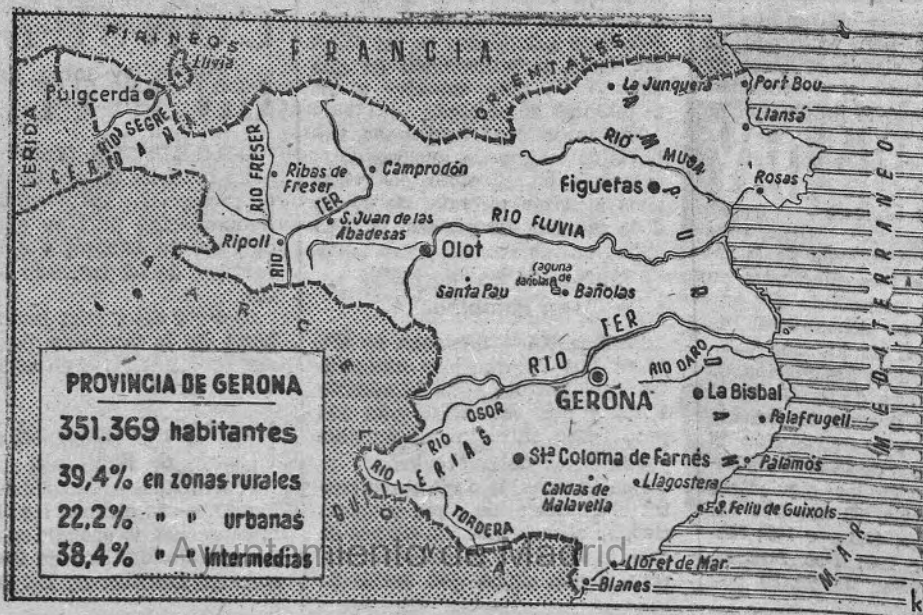 PIRINEOS
Llivia
FRANCIA
ORIENTALES
La Junquera
Port Bou
Puigcerdá
Llansá
LERIDA
RIO SEGRE
CERDAÑA
RIO FRESER
Ribas de
Freser
Camprodón
RIO MUGA
Figueras
Rosas
TER
S. Juan de las
Abadesas
RIO FLUVIA
Ripoll
RIO
Olot
Laguna
de
Bañolas
Santa Pau
Bañolas
AMPURDAN
MAR MEDITERRANEO
BARCELONA
RIO TER
RIO DARO
GERONA
La Bisbal
Palafrugell
RIO OSOR
GUILLERIAS
Sta. Coloma de Farnés
Palamós
Caldas de
Malavella
Llagostera
S. Feliu de Guixols
RIO TORDERA
Lloret de Mar
Blanes
PROVINCIA DE GERONA
351.369 habitantes
39,4% en zonas rurales
22,2% " " urbanas
38,4% " " intermedias
Ayuntamiento de Madrid